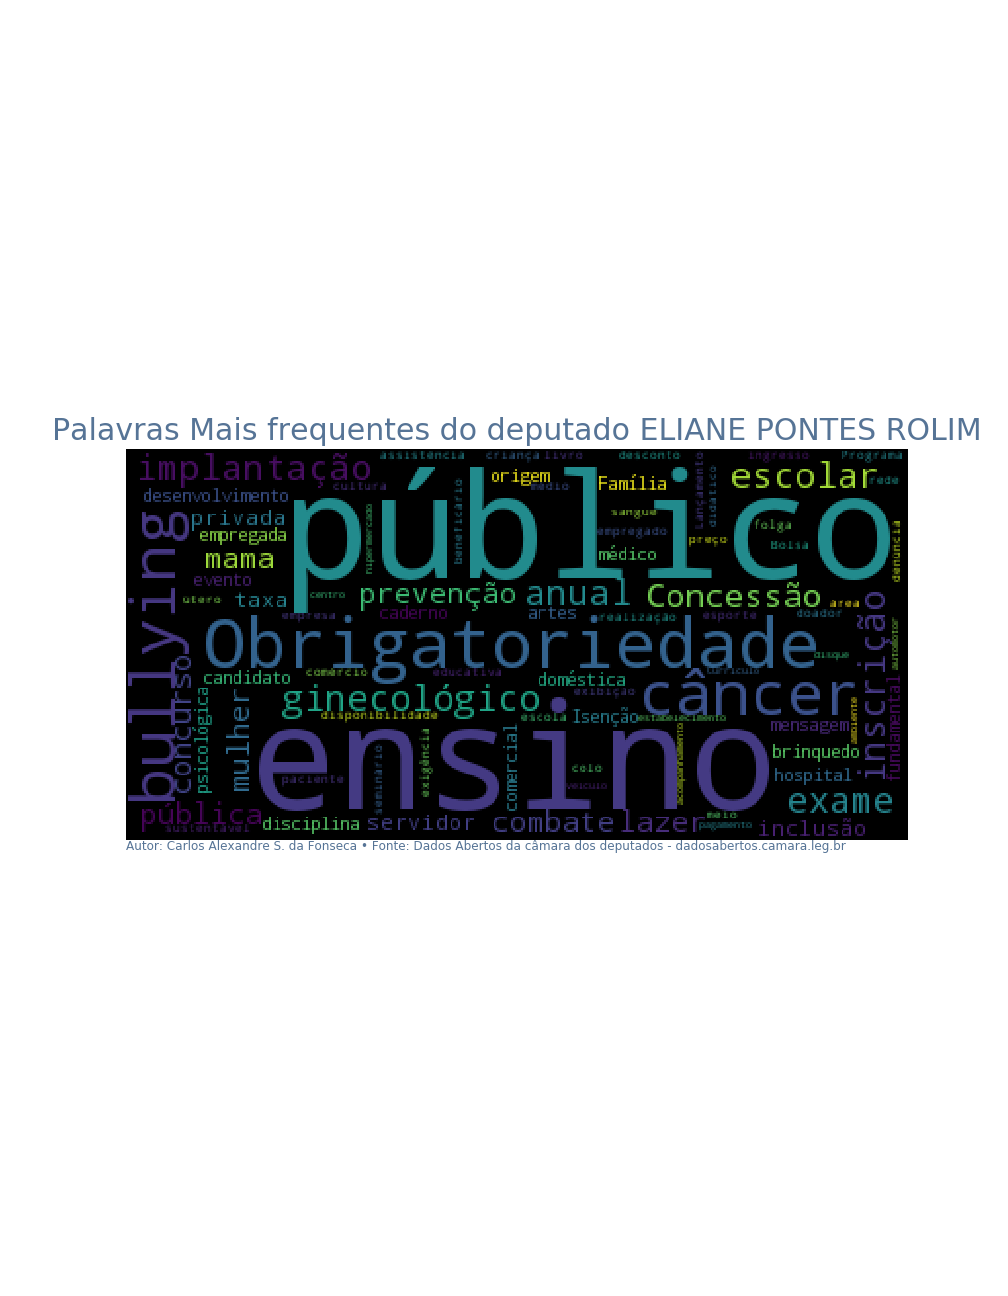 Palavras Mais frequentes do deputado ELIANE PONTES ROLIM
implantação
assistência
criança
livro
desconto
ingresso
Programa
cultura
origem
médio
Família
Lançamento
didático
escolar
rede
desenvolvimento
público
privada
empregada
hipermercado
beneficiário
sangue
empregado
médico
preço
folga
Bolsa
denúncia
bullying
mama
evento
útero
taxa
centro
prevenção
anual
Concessão
área
empresa
caderno
artes
realização
esporte
doador
Obrigatoriedade
disque
automotor
inscrição
concurso
candidato
comércio
educativa
doméstica
currículo
psicológica
mulher
ginecológico
exibição
câncer
fundamental
disponibilidade
escola
Isenção
estabelecimento
mensagem
ambiente
ensino
seminário
exigência
comercial
colo
veículo
acompanhamento
brinquedo
paciente
hospital
exame
pública
sustentável
disciplina
servidor
combate
lazer
meio
pagamento
inclusão
Autor: Carlos Alexandre S. da Fonseca • Fonte: Dados Abertos da câmara dos deputados - dadosabertos.camara.leg.br